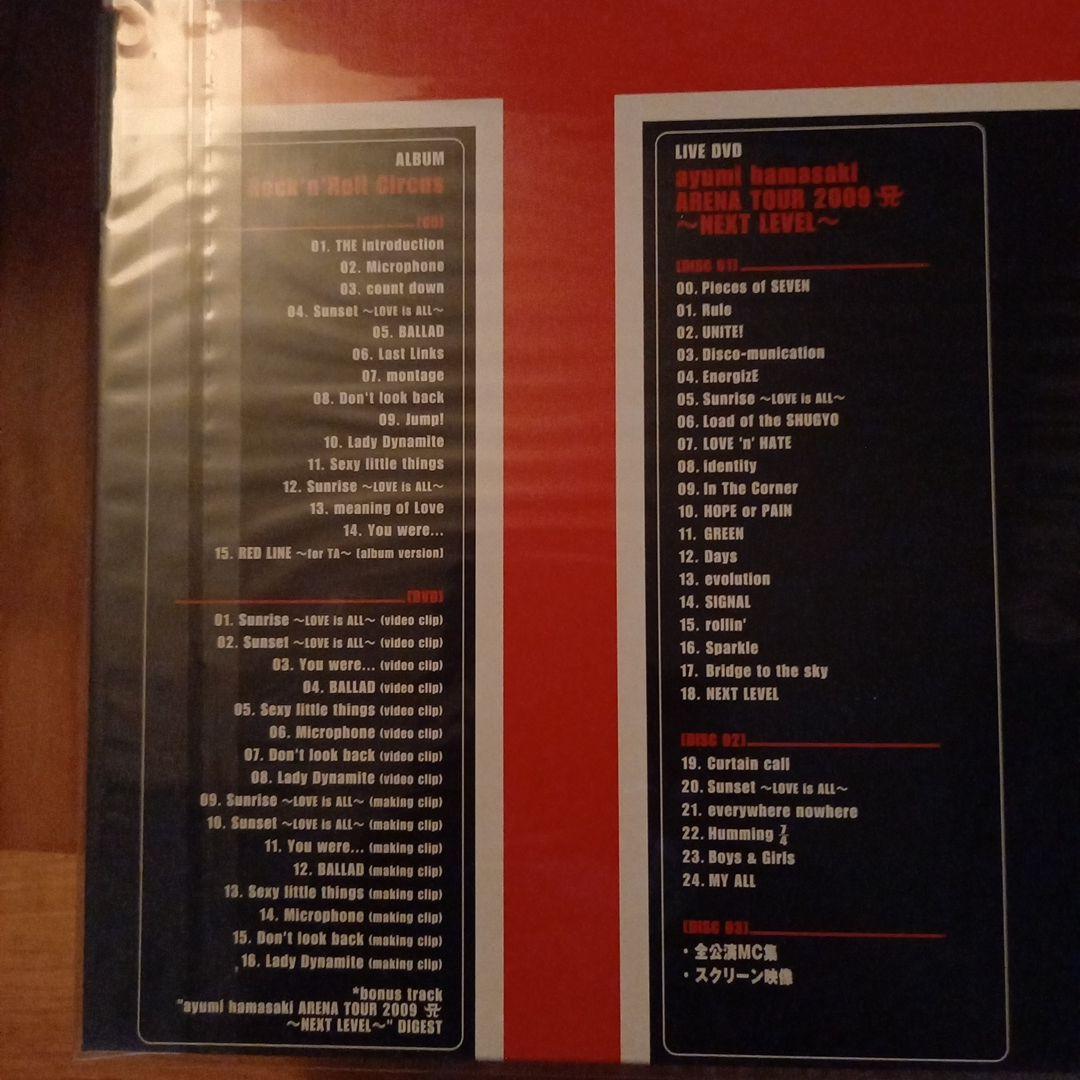 ALBUM
Rock'n'Roll Circus
[CD]
01. THE introduction
02. Microphone
03. count down
04. Sunset ～LOVE is ALL～
05. BALLAD
06. Last Links
07. montage
08. Don't look back
09. Jump!
10. Lady Dynamite
11. Sexy little things
12. Sunrise ～LOVE is ALL～
13. meaning of Love
14. You were...
15. RED LINE ～for TA～ (album version)
[DVD]
01. Sunrise ～LOVE is ALL～ (video clip)
02. Sunset ～LOVE is ALL～ (video clip)
03. You were... (video clip)
04. BALLAD (video clip)
05. Sexy little things (video clip)
06. Microphone (video clip)
07. Don't look back (video clip)
08. Lady Dynamite (video clip)
09. Sunrise ～LOVE is ALL～ (making clip)
10. Sunset ～LOVE is ALL～ (making clip)
11. You were... (making clip)
12. BALLAD (making clip)
13. Sexy little things (making clip)
14. Microphone (making clip)
15. Don't look back (making clip)
16. Lady Dynamite (making clip)
*bonus track
"ayumi hamasaki ARENA TOUR 2009 A
～NEXT LEVEL～" DIGEST
LIVE DVD
ayumi hamasaki
ARENA TOUR 2009 A
～NEXT LEVEL～
[DISC 01]
00. Pieces of SEVEN
01. Rule
02. UNITE!
03. Disco-munication
04. EnergizE
05. Sunrise ～LOVE is ALL～
06. Load of the SHUGYO
07. LOVE 'n' HATE
08. identity
09. In The Corner
10. HOPE or PAIN
11. GREEN
12. Days
13. evolution
14. SIGNAL
15. rollin'
16. Sparkle
17. Bridge to the sky
18. NEXT LEVEL
[DISC 02]
19. Curtain call
20. Sunset ～LOVE is ALL～
21. everywhere nowhere
22. Humming 7/4
23. Boys & Girls
24. MY ALL
[DISC 03]
・全公演MC集
・スクリーン映像